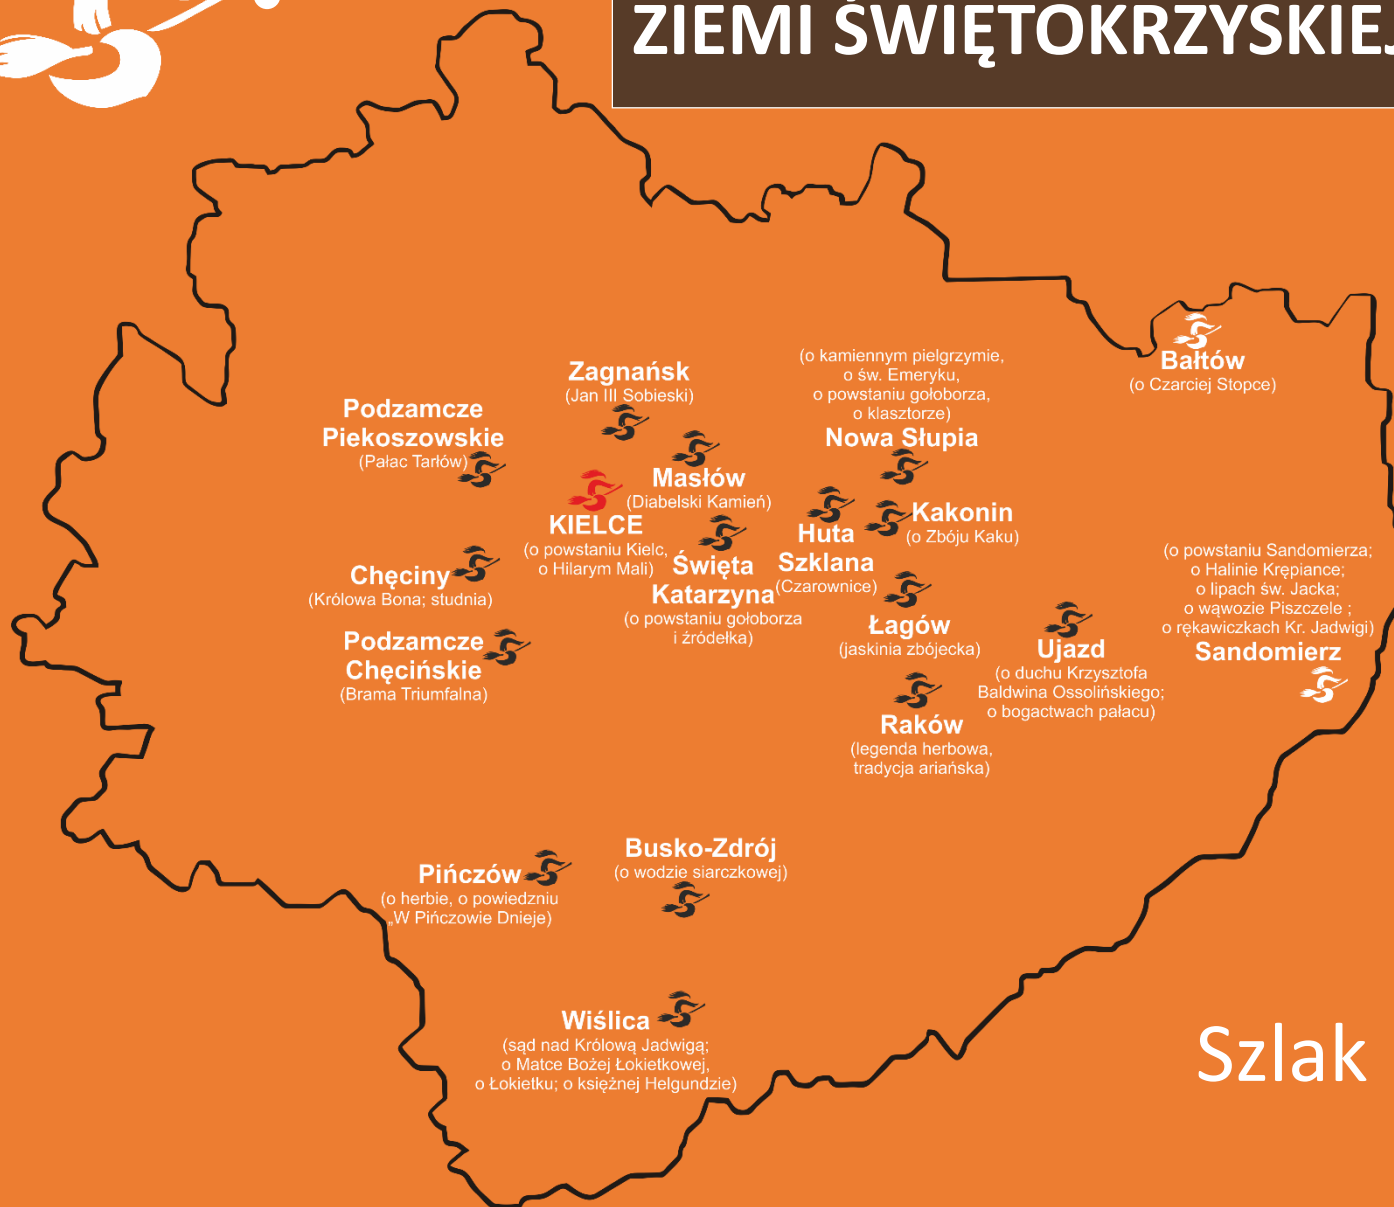 ZIEMI ŚWIĘTOKRZYSKIEJ
Bałtów
(o Czarciej Stopce)
Zagnańsk
(Jan III Sobieski)
(o kamiennym pielgrzymie,
o św. Emeryku,
o powstaniu gołoborza,
o klasztorze)
Nowa Słupia
Podzamcze
Piekoszowskie
(Pałac Tarłów)
Masłów
(Diabelski Kamień)
KIELCE
(o powstaniu Kielc,
o Hilarym Mali)
Huta
Szklana
(Czarownice)
Kakonin
(o Zbóju Kaku)
Święta
Katarzyna
(o powstaniu gołoborza
i źródełka)
Chęciny
(Królowa Bona; studnia)
Podzamcze
Chęcińskie
(Brama Triumfalna)
Łagów
(jaskinia zbójecka)
Ujazd
(o duchu Krzysztofa
Baldwina Ossolińskiego;
o bogactwach pałacu)
(o powstaniu Sandomierza;
o Halinie Krępiance;
o lipach św. Jacka;
o wąwozie Piszczele ;
o rękawiczkach Kr. Jadwigi)
Sandomierz
Raków
(legenda herbowa,
tradycja ariańska)
Busko-Zdrój
(o wodzie siarczkowej)
Pińczów
(o herbie, o powiedzniu
„W Pińczowie Dnieje)
Wiślica
(sąd nad Królową Jadwigą;
o Matce Bożej Łokietkowej,
o Łokietku; o księżnej Helgundzie)
Szlak